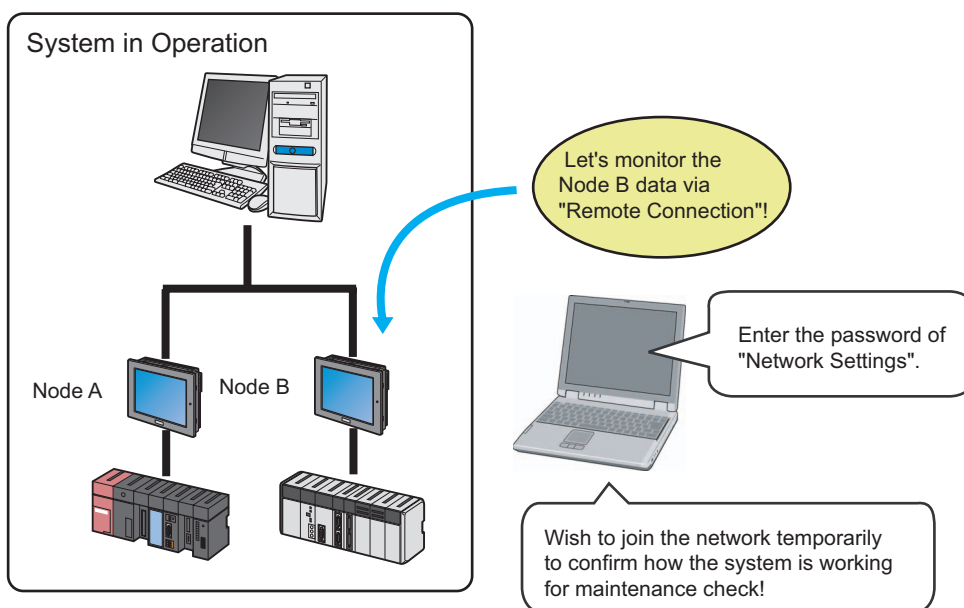 System in Operation
Let's monitor the
Node B data via
"Remote Connection"!
Enter the password of
"Network Settings".
Node A
Node B
Wish to join the network temporarily
to confirm how the system is working
for maintenance check!